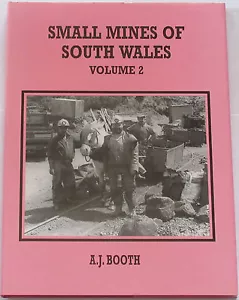 SMALL MINES OF
SOUTH WALES
VOLUME 2
A.J. BOOTH